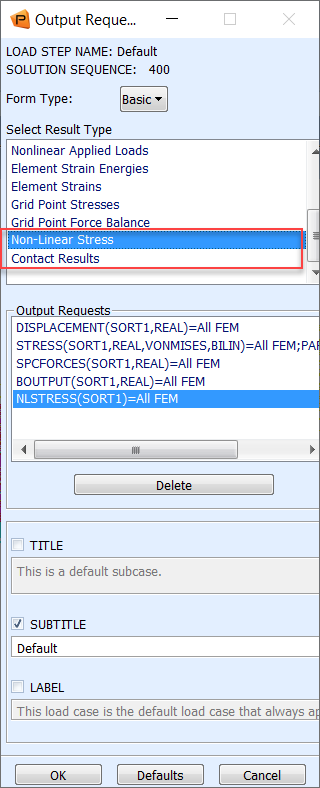 Output Reque...
LOAD STEP NAME: Default
SOLUTION SEQUENCE: 400
Form Type: Basic
Select Result Type
Nonlinear Applied Loads
Element Strain Energies
Element Strains
Grid Point Stresses
Grid Point Force Balance
Non-Linear Stress
Contact Results
Output Requests
DISPLACEMENT(SORT1,REAL)=All FEM
STRESS(SORT1,REAL,VONMISES,BILIN)=All FEM;PAR
SPCFORCES(SORT1,REAL)=All FEM
BOUTPUT(SORT1,REAL)=All FEM
NLSTRESS(SORT1)=All FEM
Delete
TITLE
This is a default subcase.
SUBTITLE
Default
LABEL
This load case is the default load case that always ap
OK Defaults Cancel